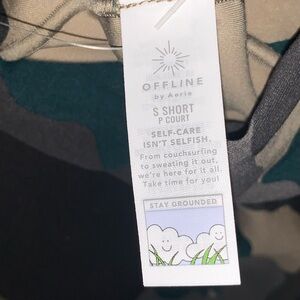 OFFLINE
by Aerie
S SHORT
P COURT
SELF-CARE
ISN'T SELFISH.
From couchsurfing
to sweating it out,
we're here for it all.
Take time for you!
STAY GROUNDED